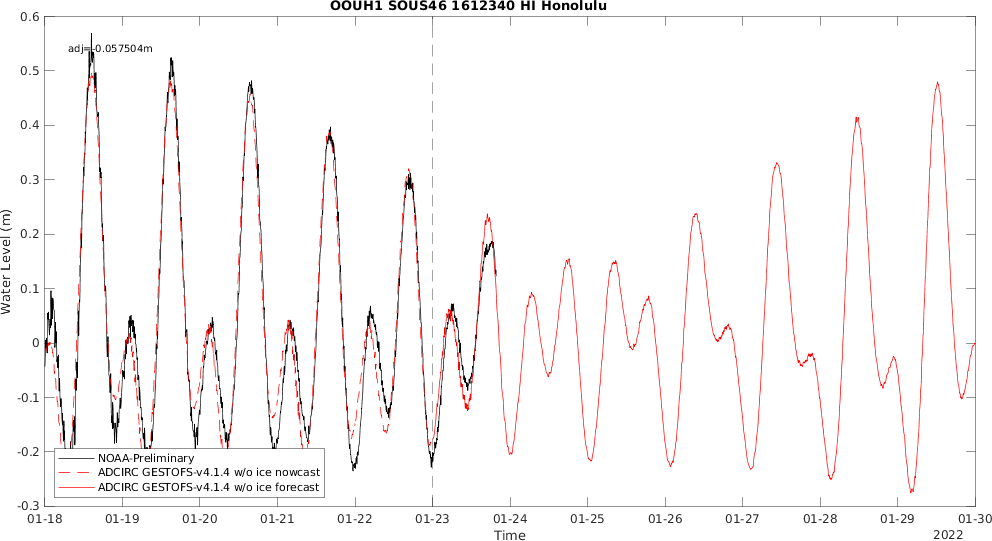 OOUH1 SOUS46 1612340 HI Honolulu
adj=-0.057504m
Water Level (m)
0.6
0.5
0.4
0.3
0.2
0.1
0
-0.1
-0.2
-0.3
NOAA-Preliminary
ADCIRC GESTOFS-v4.1.4 w/o ice nowcast
ADCIRC GESTOFS-v4.1.4 w/o ice forecast
01-18 01-19 01-20 01-21 01-22 01-23 01-24 01-25 01-26 01-27 01-28 01-29 01-30
Time
2022